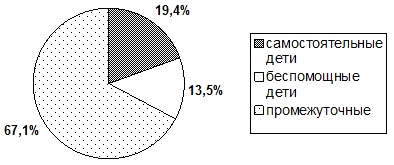 19,4%
13,5%
67,1%
самостоятельные
дети
беспомощные
дети
промежуточные